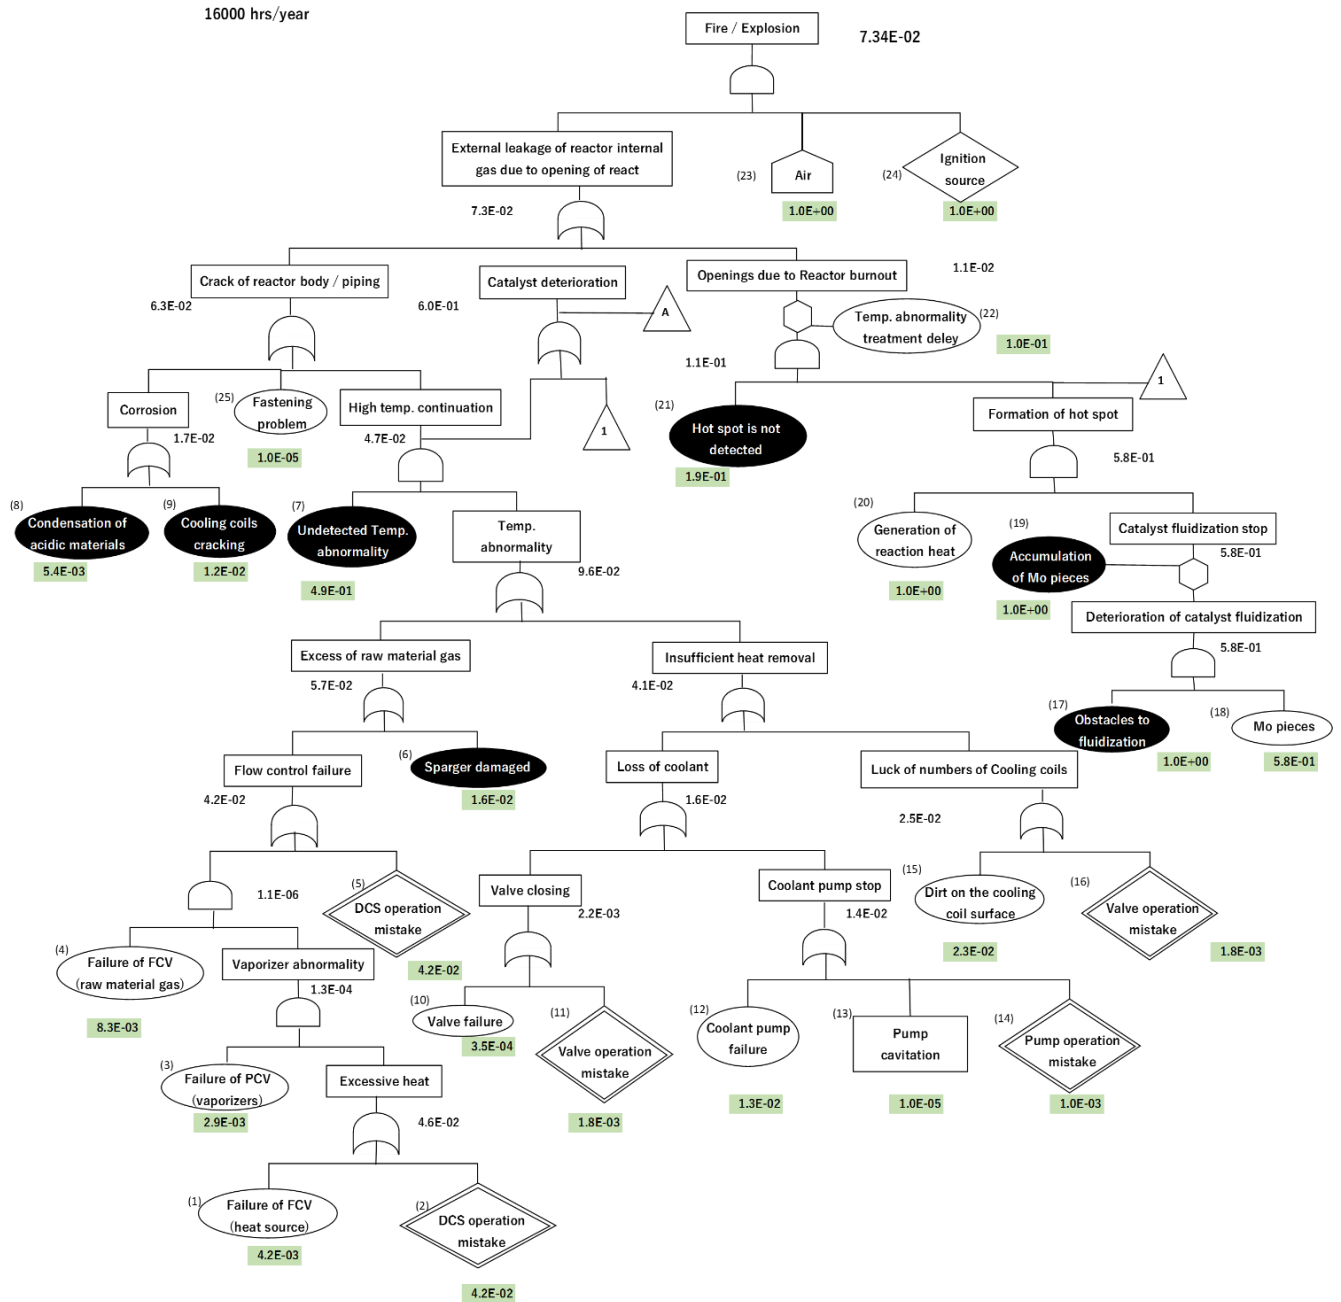 16000 hrs/year
Fire / Explosion
7.34E-02
External leakage of reactor internal
gas due to opening of react
7.3E-02
(23)
Air
1.0E+00
(24)
Ignition
source
1.0E+00
Crack of reactor body / piping
6.3E-02
Catalyst deterioration
6.0E-01
A
Openings due to Reactor burnout
1.1E-02
Temp. abnormality
treatment deley
(22)
1.0E-01
1.1E-01
1
Corrosion
1.7E-02
(25)
Fastening
problem
1.0E-05
High temp. continuation
4.7E-02
1
(21)
Hot spot is not
detected
1.9E-01
Formation of hot spot
5.8E-01
(8)
Condensation of
acidic materials
5.4E-03
(9)
Cooling coils
cracking
1.2E-02
(7)
Undetected Temp.
abnormality
4.9E-01
Temp.
abnormality
9.6E-02
(20)
Generation of
reaction heat
1.0E+00
(19)
Accumulation
of Mo pieces
1.0E+00
Catalyst fluidization stop
5.8E-01
Deterioration of catalyst fluidization
5.8E-01
Excess of raw material gas
5.7E-02
Insufficient heat removal
4.1E-02
(17)
Obstacles to
fluidization
1.0E+00
(18)
Mo pieces
5.8E-01
Flow control failure
4.2E-02
(6)
Sparger damaged
1.6E-02
Loss of coolant
1.6E-02
Luck of numbers of Cooling coils
2.5E-02
1.1E-06
(5)
DCS operation
mistake
4.2E-02
Valve closing
2.2E-03
Coolant pump stop
1.4E-02
(15)
Dirt on the cooling
coil surface
2.3E-02
(16)
Valve operation
mistake
1.8E-03
(4)
Failure of FCV
(raw material gas)
8.3E-03
Vaporizer abnormality
1.3E-04
(10)
Valve failure
3.5E-04
(11)
Valve operation
mistake
1.8E-03
(12)
Coolant pump
failure
1.3E-02
(13)
Pump
cavitation
1.0E-05
(14)
Pump operation
mistake
1.0E-03
(3)
Failure of PCV
(vaporizers)
2.9E-03
Excessive heat
4.6E-02
(1)
Failure of FCV
(heat source)
4.2E-03
(2)
DCS operation
mistake
4.2E-02